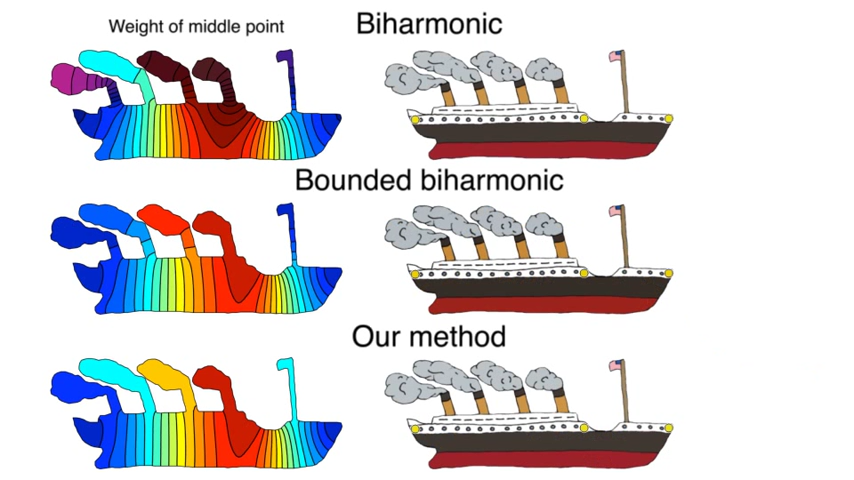 Weight of middle point
Biharmonic
Bounded biharmonic
Our method